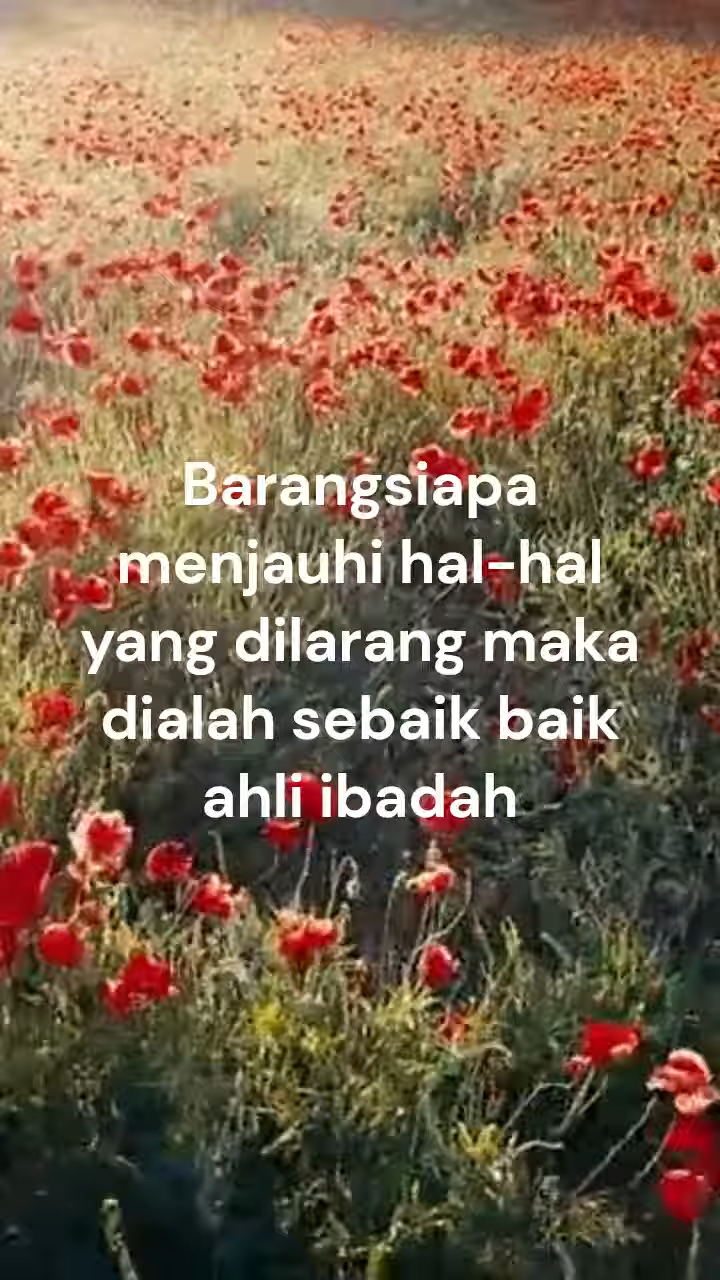 Barangsiapa
menjauhi hal-hal
yang dilarang maka
dialah sebaik baik
ahli ibadah